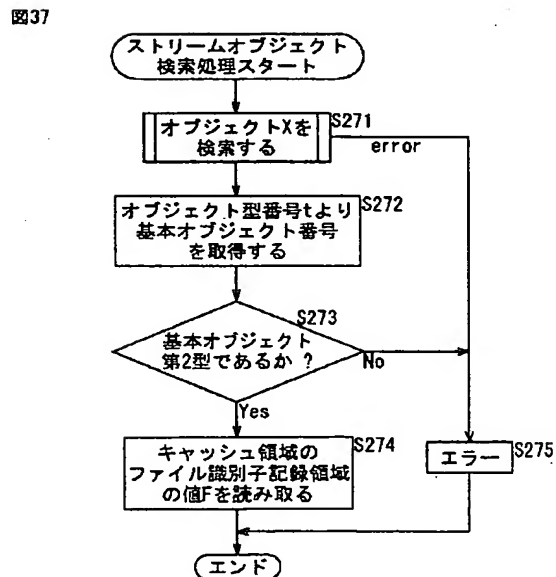 図37
ストリームオブジェクト
検索処理スタート
オブジェクトXを
検索する
S271
error
オブジェクト型番号tより
基本オブジェクト番号
を取得する
S272
基本オブジェクト
第2型であるか ?
S273
No
Yes
キャッシュ領域の
ファイル識別子記録領域
の値Fを読み取る
S274
エラー
S275
エンド